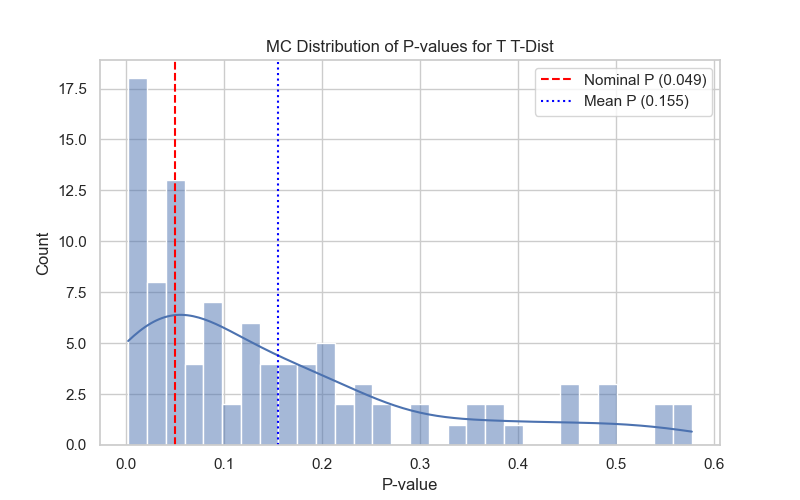 MC Distribution of P-values for T T-Dist
Nominal P (0.049)
Mean P (0.155)
Count
17.5
15.0
12.5
10.0
7.5
5.0
2.5
0.0
0.0 0.1 0.2 0.3 0.4 0.5 0.6
P-value